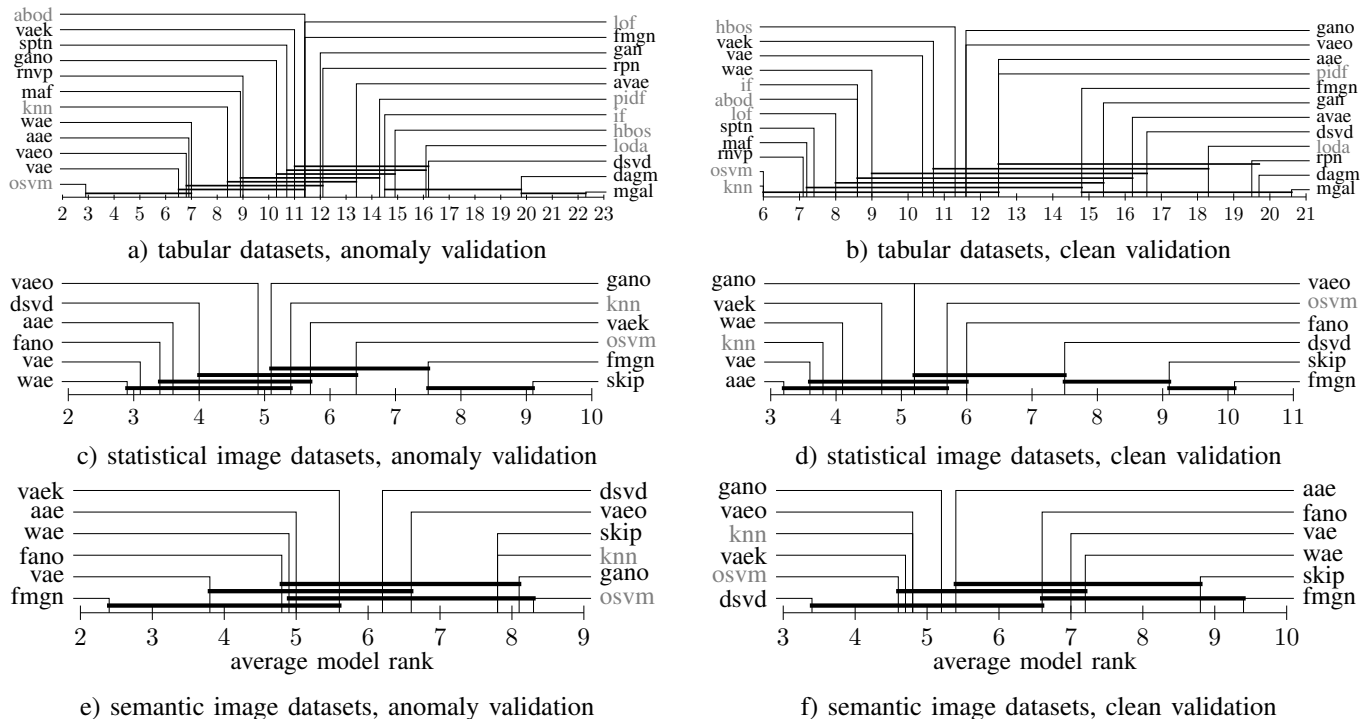 abod
vaek
sptn
gano
rnvp
maf
knn
wae
aae
vaeo
vae
osvm
lof
fmgn
gan
rpn
avae
pidf
if
hbos
loda
dsvd
dagm
mgal
2 3 4 5 6 7 8 9 10 11 12 13 14 15 16 17 18 19 20 21 22 23
a) tabular datasets, anomaly validation
hbos
vaek
vae
wae
if
abod
lof
sptn
maf
rnvp
osvm
knn
gano
vaeo
aae
pidf
fmgn
gan
avae
dsvd
loda
rpn
dagm
mgal
6 7 8 9 10 11 12 13 14 15 16 17 18 19 20 21
b) tabular datasets, clean validation
vaeo
dsvd
aae
fano
vae
wae
gano
knn
vaek
osvm
fmgn
skip
2 3 4 5 6 7 8 9 10
c) statistical image datasets, anomaly validation
gano
vaek
wae
knn
vae
aae
vaeo
osvm
fano
dsvd
skip
fmgn
3 4 5 6 7 8 9 10 11
d) statistical image datasets, clean validation
vaek
aae
wae
fano
vae
fmgn
dsvd
vaeo
skip
knn
gano
osvm
2 3 4 5 6 7 8 9
average model rank
e) semantic image datasets, anomaly validation
gano
vaeo
knn
vaek
osvm
dsvd
aae
fano
vae
wae
skip
fmgn
3 4 5 6 7 8 9 10
average model rank
f) semantic image datasets, clean validation